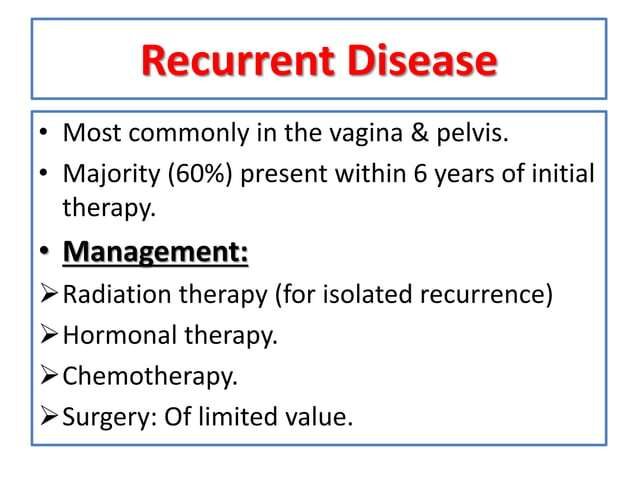 Recurrent Disease
• Most commonly in the vagina & pelvis.
• Majority (60%) present within 6 years of initial
therapy.
• Management:
➢Radiation therapy (for isolated recurrence)
➢Hormonal therapy.
➢Chemotherapy.
➢Surgery: Of limited value.